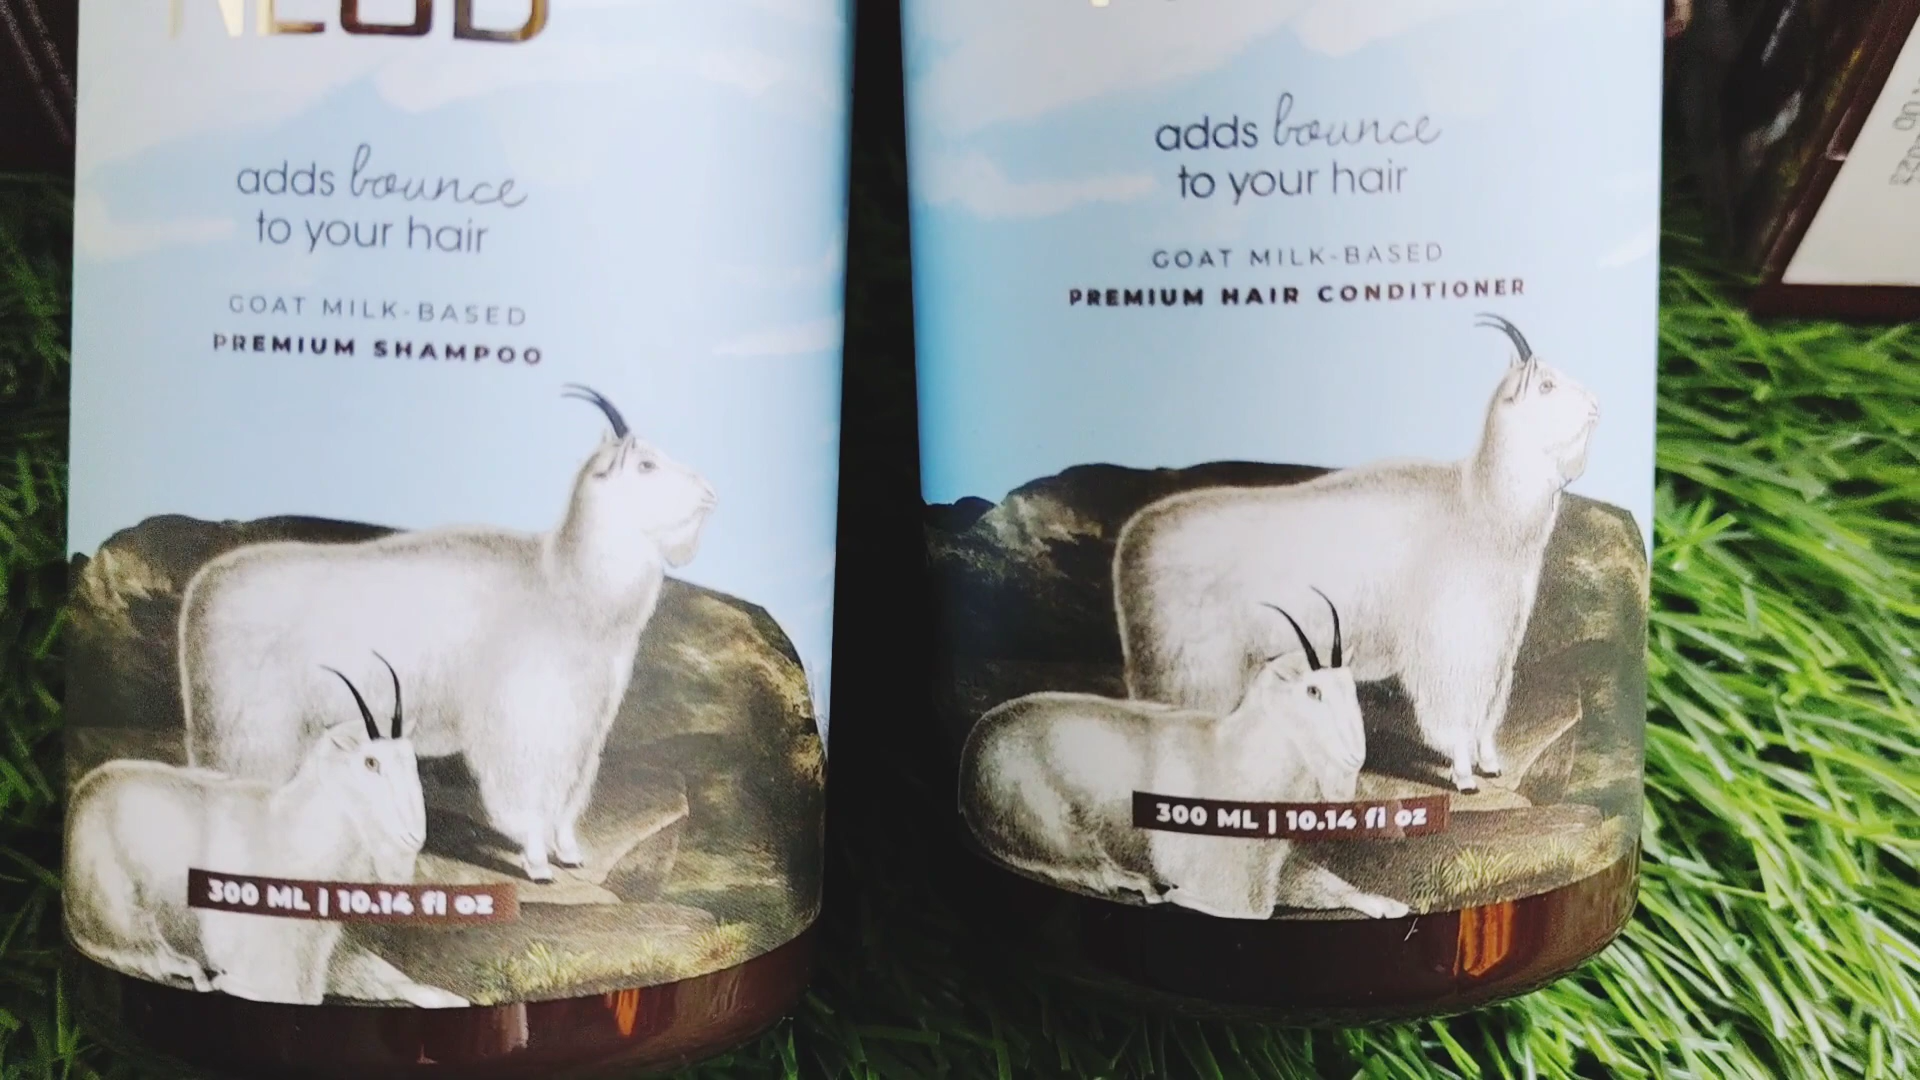 adds bounce
to your hair
GOAT MILK-BASED
PREMIUM SHAMPOO
300 ML | 10.14 fl oz
adds bounce
to your hair
GOAT MILK-BASED
PREMIUM HAIR CONDITIONER
300 ML | 10.14 fl oz